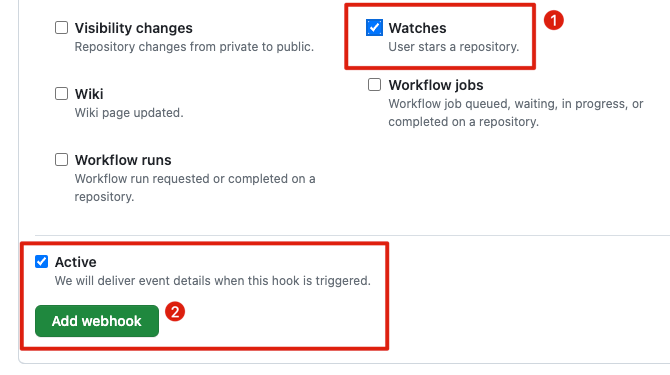 Visibility changes
Repository changes from private to public.
Watches
User stars a repository.
1
Wiki
Wiki page updated.
Workflow jobs
Workflow job queued, waiting, in progress, or
completed on a repository.
Workflow runs
Workflow run requested or completed on a
repository.
Active
We will deliver event details when this hook is triggered.
Add webhook
2